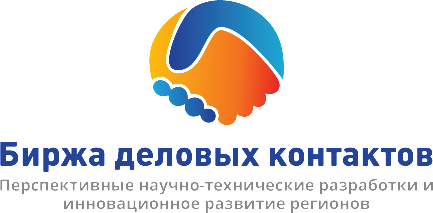 Биржа деловых контактов
Перспективные научно-технические разработки и
инновационное развитие регионов